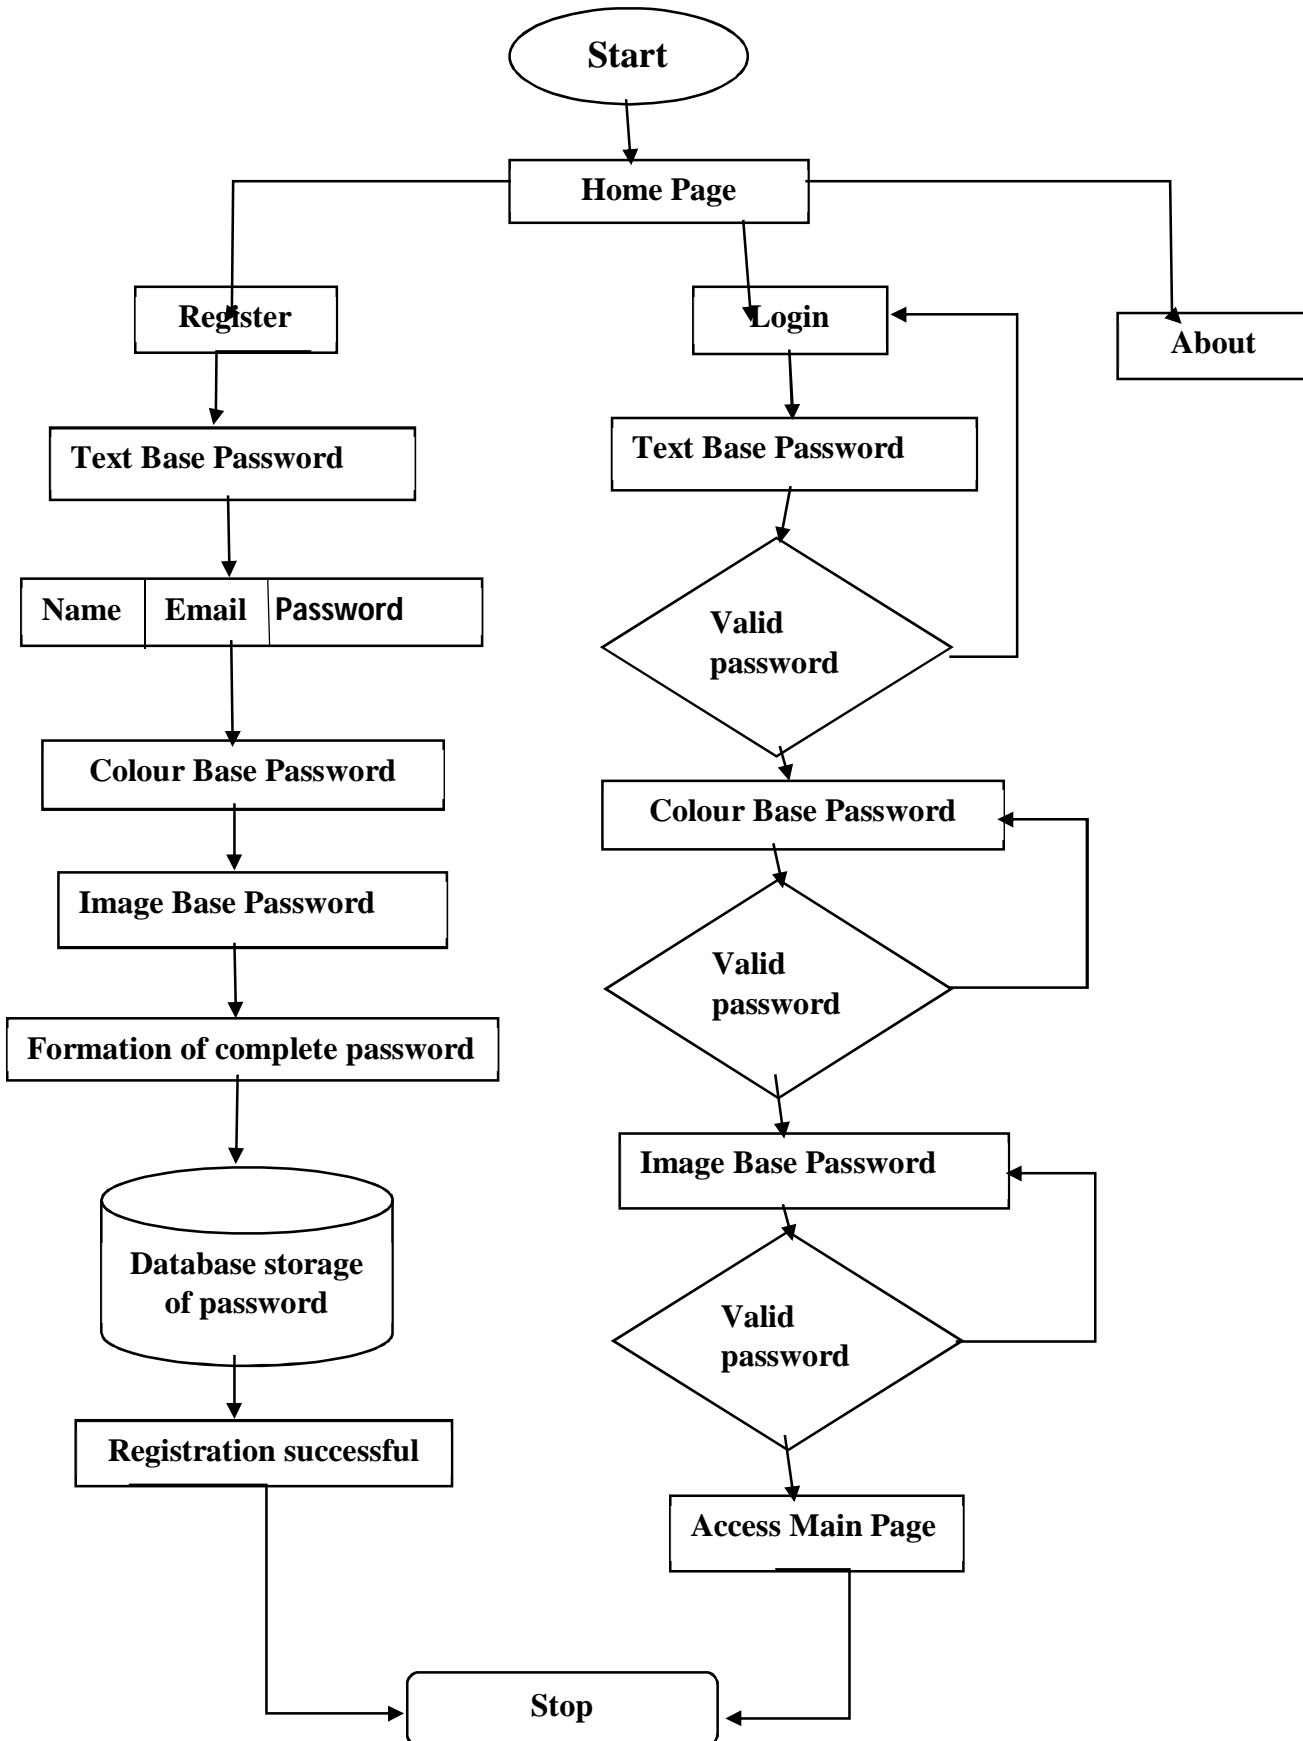 Start
Home Page
Register
Login
About
Text Base Password
Text Base Password
Name Email Password
Valid
password
Colour Base Password
Colour Base Password
Image Base Password
Valid
password
Formation of complete password
Image Base Password
Database storage
of password
Valid
password
Registration successful
Access Main Page
Stop